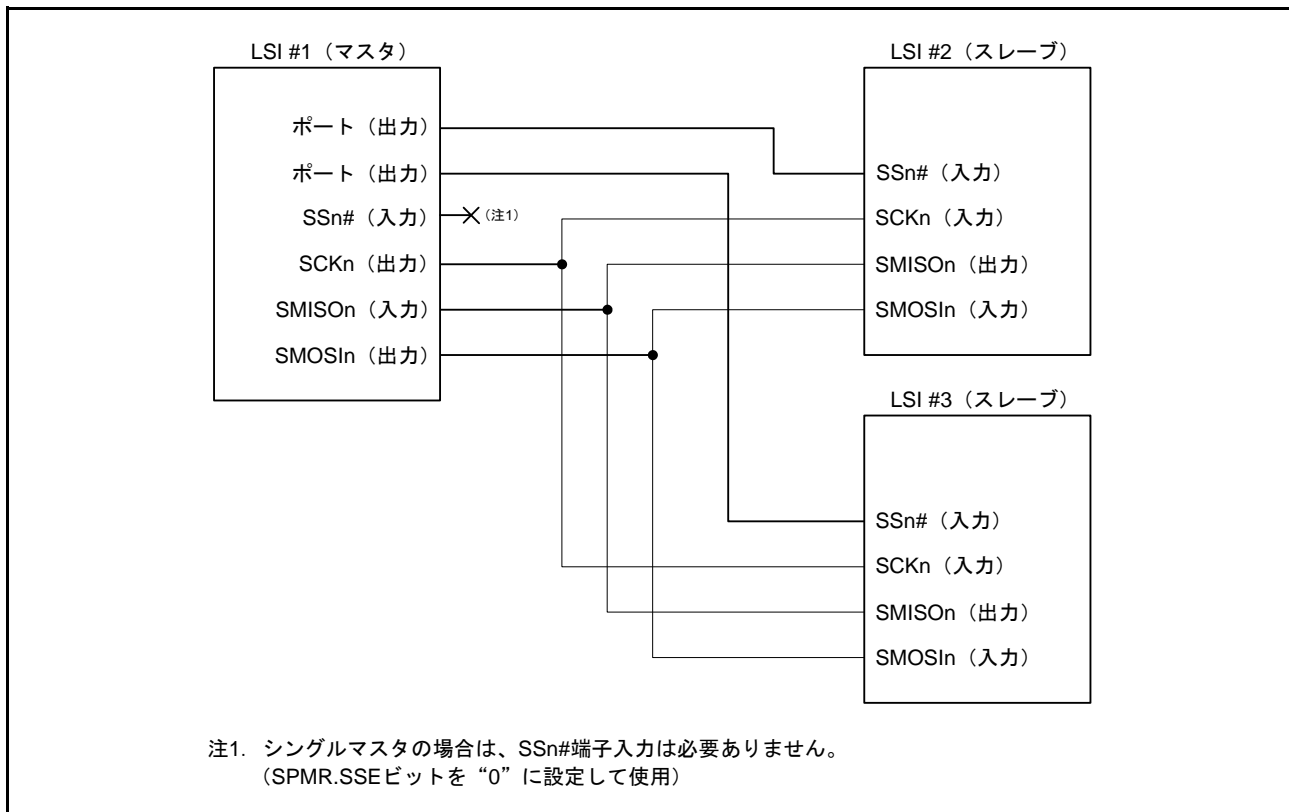 LSI #1（マスタ）
ポート（出力）
ポート（出力）
SSn#（入力）
（注1）
SCKn（出力）
SMISOn（入力）
SMOSIn（出力）
LSI #2（スレーブ）
SSn#（入力）
SCKn（入力）
SMISOn（出力）
SMOSIn（入力）
LSI #3（スレーブ）
SSn#（入力）
SCKn（入力）
SMISOn（出力）
SMOSIn（入力）
注1. シングルマスタの場合は、SSn#端子入力は必要ありません。
（SPMR.SSEビットを“0”に設定して使用）